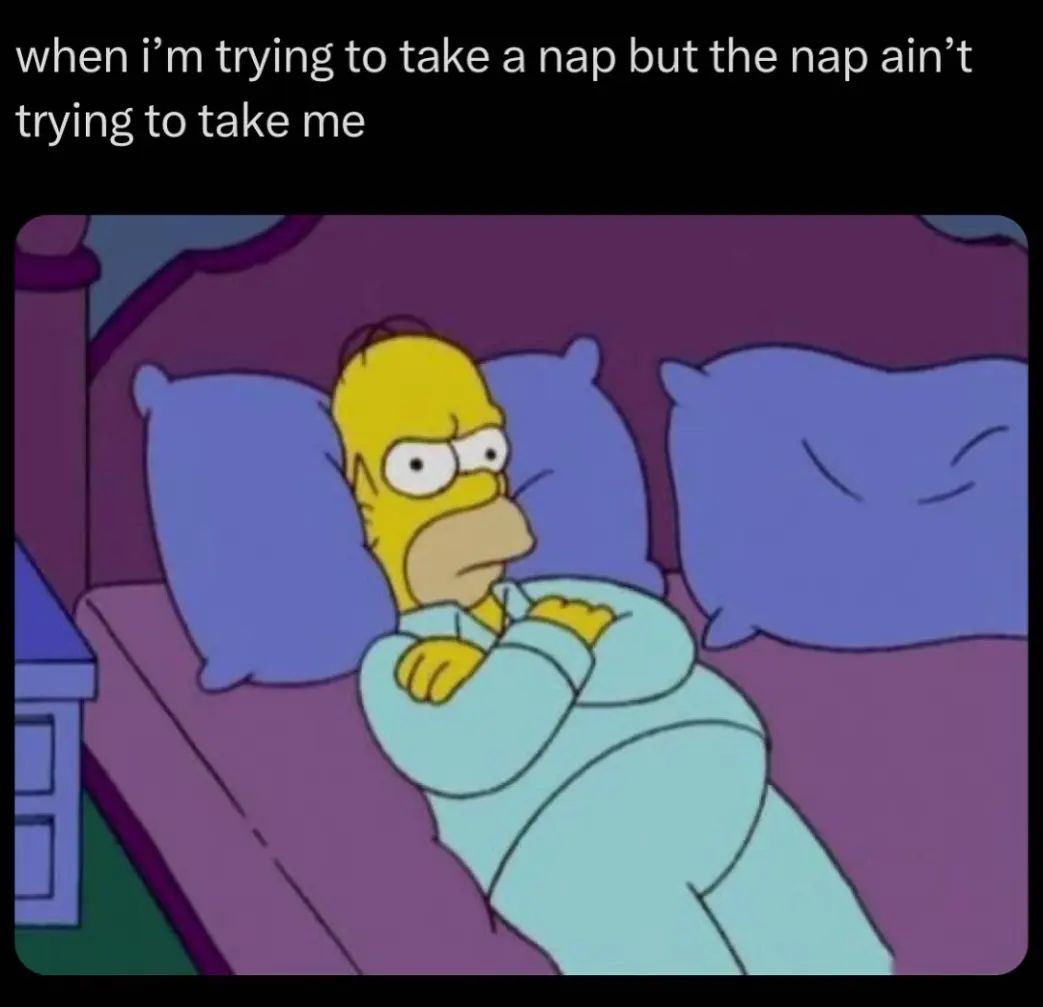 when i’m trying to take a nap but the nap ain’t
trying to take me